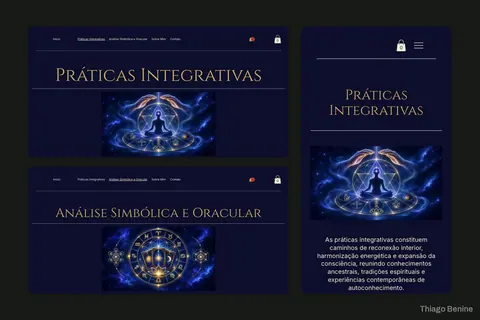 Início Práticas Integrativas Análise Simbólica e Oracular Sobre Mim Contato
0
PRÁTICAS INTEGRATIVAS
Início Práticas Integrativas Análise Simbólica e Oracular Sobre Mim Contato
0
ANÁLISE SIMBÓLICA E ORACULAR
0
PRÁTICAS
INTEGRATIVAS
As práticas integrativas constituem
caminhos de reconexão interior,
harmonização energética e expansão da
consciência, reunindo conhecimentos
ancestrais, tradições espirituais e
experiências contemporâneas de
autoconhecimento.
Thiago Benine